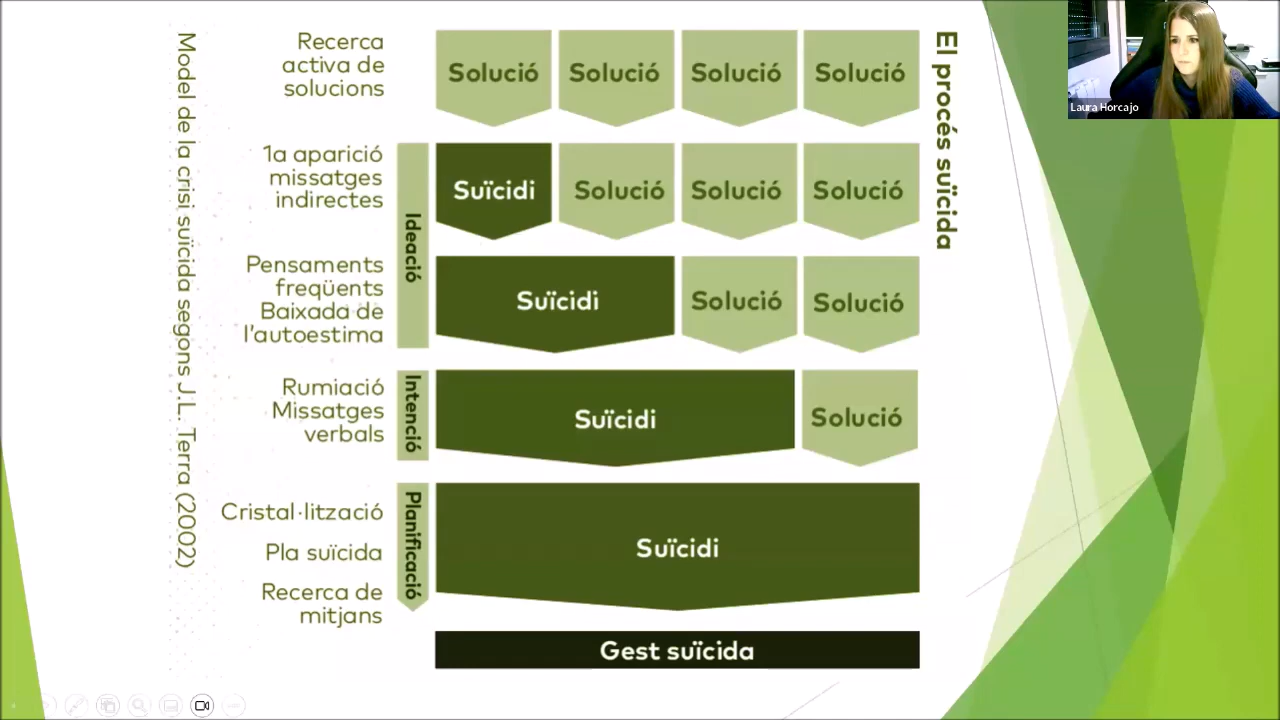 Model de la crisi suïcida segons J.L. Terra (2002)
El procés suïcida
Recerca
activa de
solucions
Solució Solució Solució Solució
1a aparició
missatges
indirectes
Ideació
Suïcidi Solució Solució Solució
Pensaments
freqüents
Baixada de
l'autoestima
Suïcidi Solució Solució
Rumiació
Missatges
verbals
Intenció
Suïcidi Solució
Cristal·lització
Pla suïcida
Recerca de
mitjans
Planificació
Suïcidi
Gest suïcida
Laura Horcajo